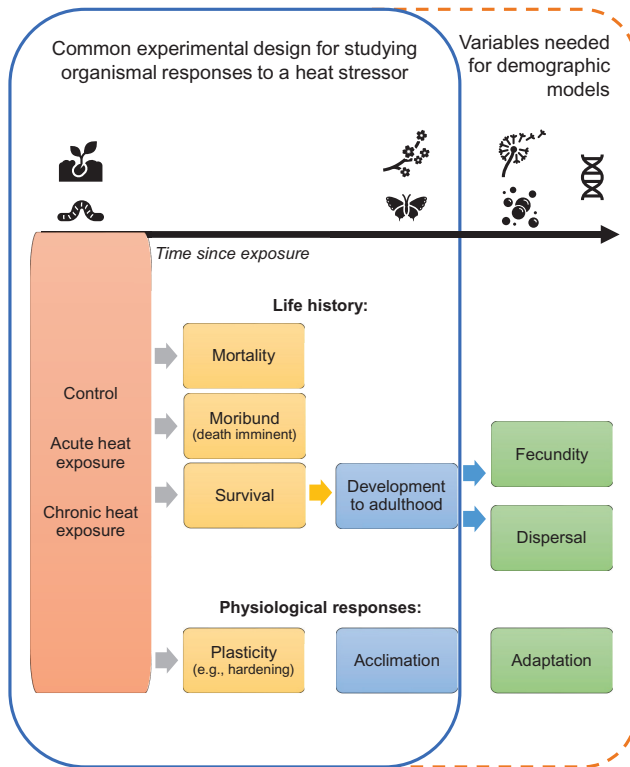 Common experimental design for studying
organismal responses to a heat stressor
Variables needed
for demographic
models
Time since exposure
Life history:
Control
Acute heat
exposure
Chronic heat
exposure
Mortality
Moribund
(death imminent)
Survival
Development
to adulthood
Fecundity
Dispersal
Physiological responses:
Plasticity
(e.g., hardening)
Acclimation
Adaptation